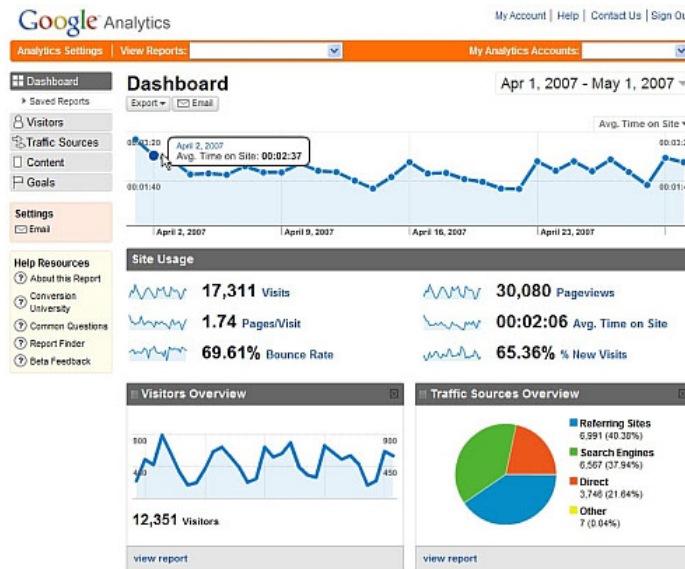 Google Analytics
My Account | Help | Contact Us | Sign Ou
Analytics Settings | View Reports:
My Analytics Accounts:
Dashboard
Saved Reports
Visitors
Traffic Sources
Content
Goals
Settings
Email
Help Resources
About this Report
Conversion
University
Common Questions
Report Finder
Beta Feedback
Dashboard
Apr 1, 2007 - May 1, 2007
Export
Email
Avg. Time on Site
00:03:20
April 2, 2007
Avg. Time on Site: 00:02:37
00:01:40
April 2, 2007
April 9, 2007
April 16, 2007
April 23, 2007
Site Usage
17,311 Visits
30,080 Pageviews
1.74 Pages/Visit
00:02:06 Avg. Time on Site
69.61% Bounce Rate
65.36% % New Visits
Visitors Overview
900
450
12,351 Visitors
view report
Traffic Sources Overview
Referring Sites
6,991 (40.38%)
Search Engines
6,567 (37.94%)
Direct
3,746 (21.64%)
Other
7 (0.04%)
view report